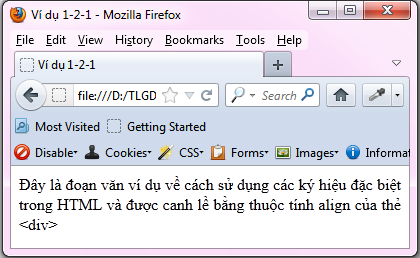 Ví dụ 1-2-1 - Mozilla Firefox
File Edit View History Bookmarks Tools Help
Ví dụ 1-2-1
file:///D:/TLGD Search
Most Visited Getting Started
Disable Cookies CSS Forms Images Informat
Đây là đoạn văn ví dụ về cách sử dụng các ký hiệu đặc biệt
trong HTML và được canh lề bằng thuộc tính align của thẻ
<div>